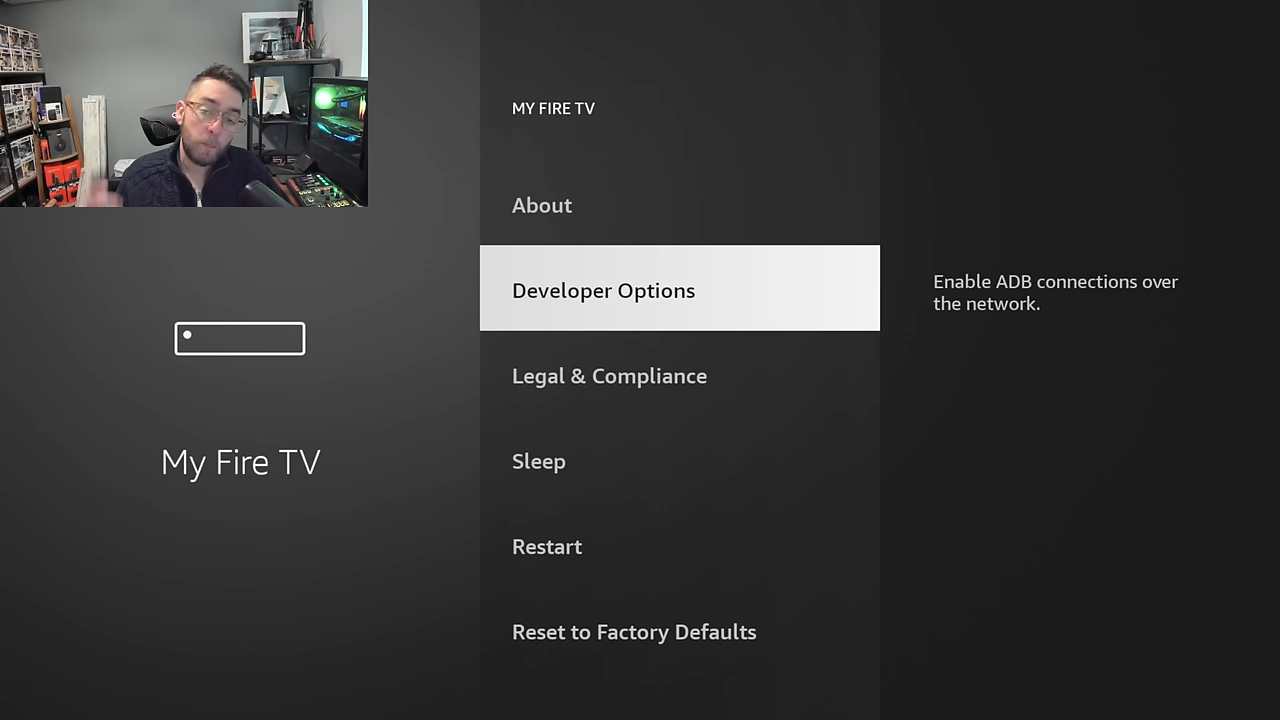 MY FIRE TV
About
Developer Options
Enable ADB connections over
the network.
Legal & Compliance
Sleep
Restart
Reset to Factory Defaults
My Fire TV